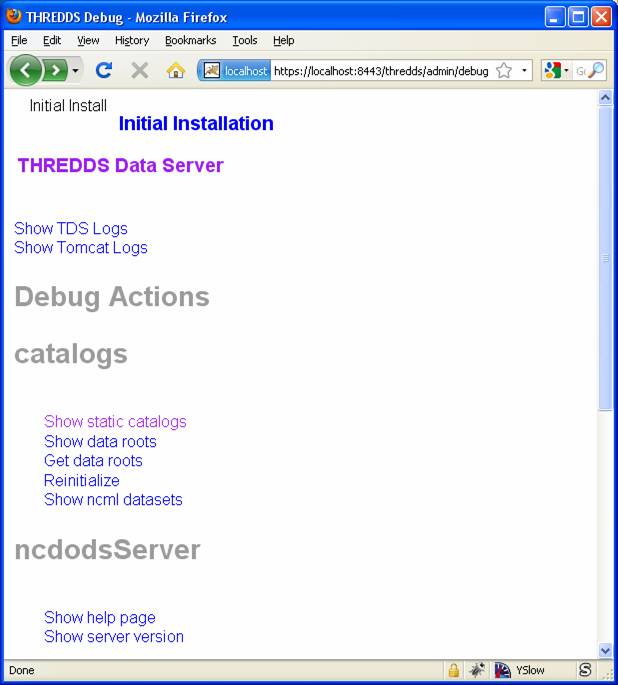 THREDDS Debug - Mozilla Firefox
File Edit View History Bookmarks Tools Help
localhost https://localhost:8443/thredds/admin/debug
Initial Install
Initial Installation
THREDDS Data Server
Show TDS Logs
Show Tomcat Logs
Debug Actions
catalogs
Show static catalogs
Show data roots
Get data roots
Reinitialize
Show ncml datasets
ncdodsServer
Show help page
Show server version
Done YSlow S